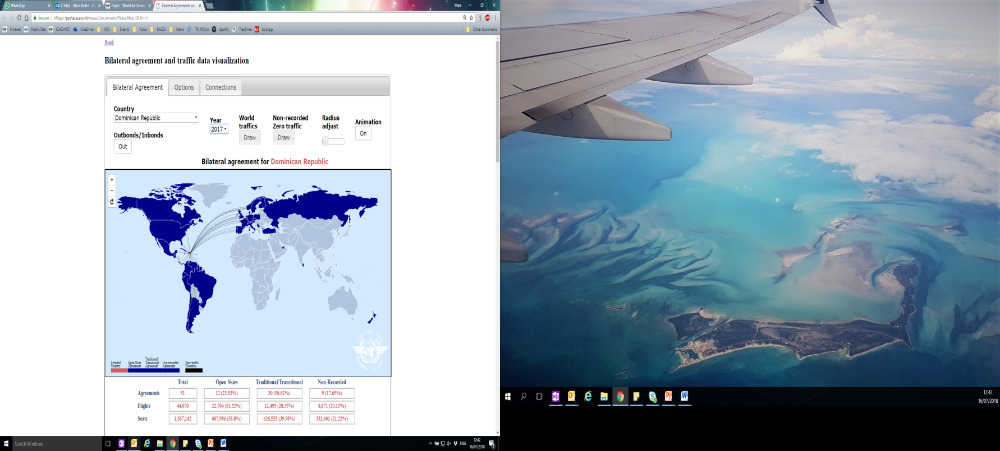 WhatsApp
E-Mail – Mara Keller – O
Pages - World Air Service
Bilateral Agreements and
Mara
Secure | https://portal.icao.int/wasa/Documents/WasaMap_08.html
Intranet Public Site ICAO-NET OneDrive ASA Events Fund McGill News ITA MAtrix Spotify FlexTime kt kicktipp Other bookmarks
Back
Bilateral agreement and traffic data visualization
Bilateral Agreement Options Connections
Country
Dominican Republic
Outbonds/Inbonds
Out
Year
2017
World
traffics
Draw
Non-recorded
Zero traffic
Draw
Radius
adjust
Animation
On
Bilateral agreement for Dominican Republic
+
−
Selected
Country
Open Skies
Agreement
Traditional/
Transitional
Agreement
Non-recorded
Agreement
Zero-traffic
Countries
Total Open Skies Traditional/Transitional Non-Recorded
Agreements 51 12 (23.53%) 30 (58.82%) 9 (17.65%)
Flights 44,070 22,704 (51.52%) 12,495 (28.35%) 8,871 (20.13%)
Seats 1,567,142 607,986 (38.8%) 626,555 (39.98%) 332,601 (21.22%)
Search Windows
ENG
12:42
16/07/2018
12:42
16/07/2018